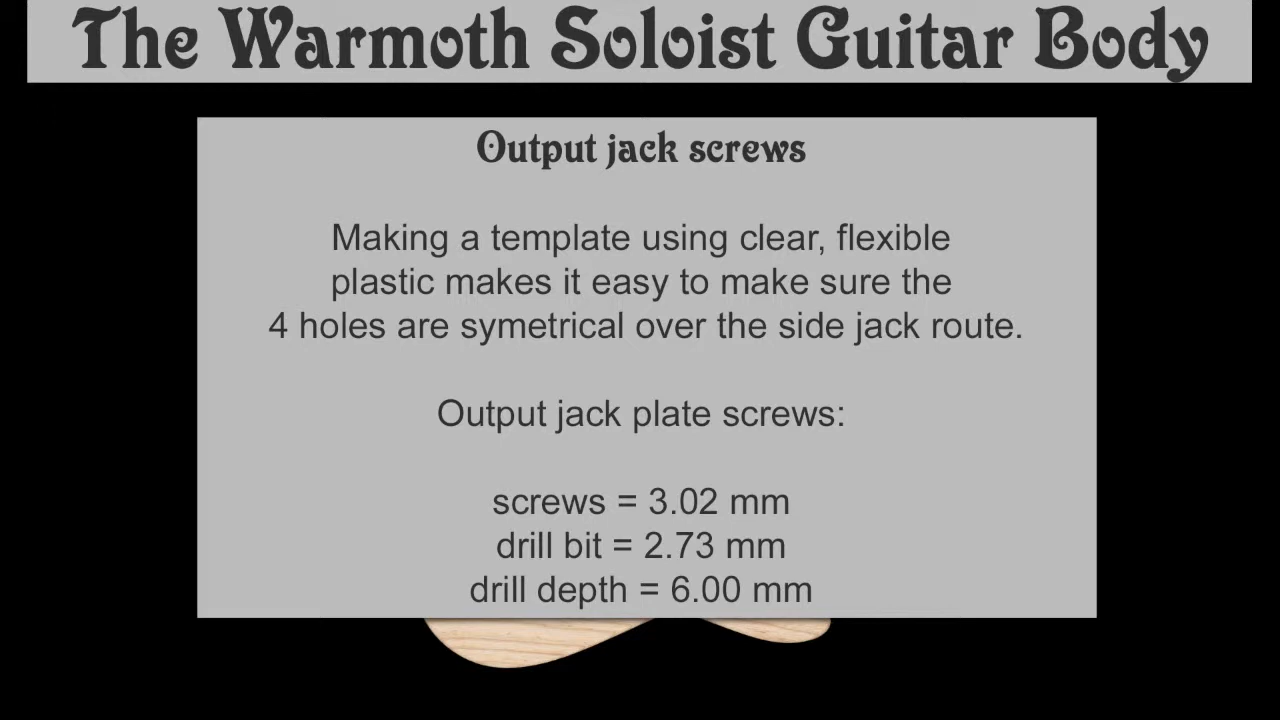 The Warmoth Soloist Guitar Body
Output jack screws
Making a template using clear, flexible
plastic makes it easy to make sure the
4 holes are symetrical over the side jack route.
Output jack plate screws:
screws = 3.02 mm
drill bit = 2.73 mm
drill depth = 6.00 mm